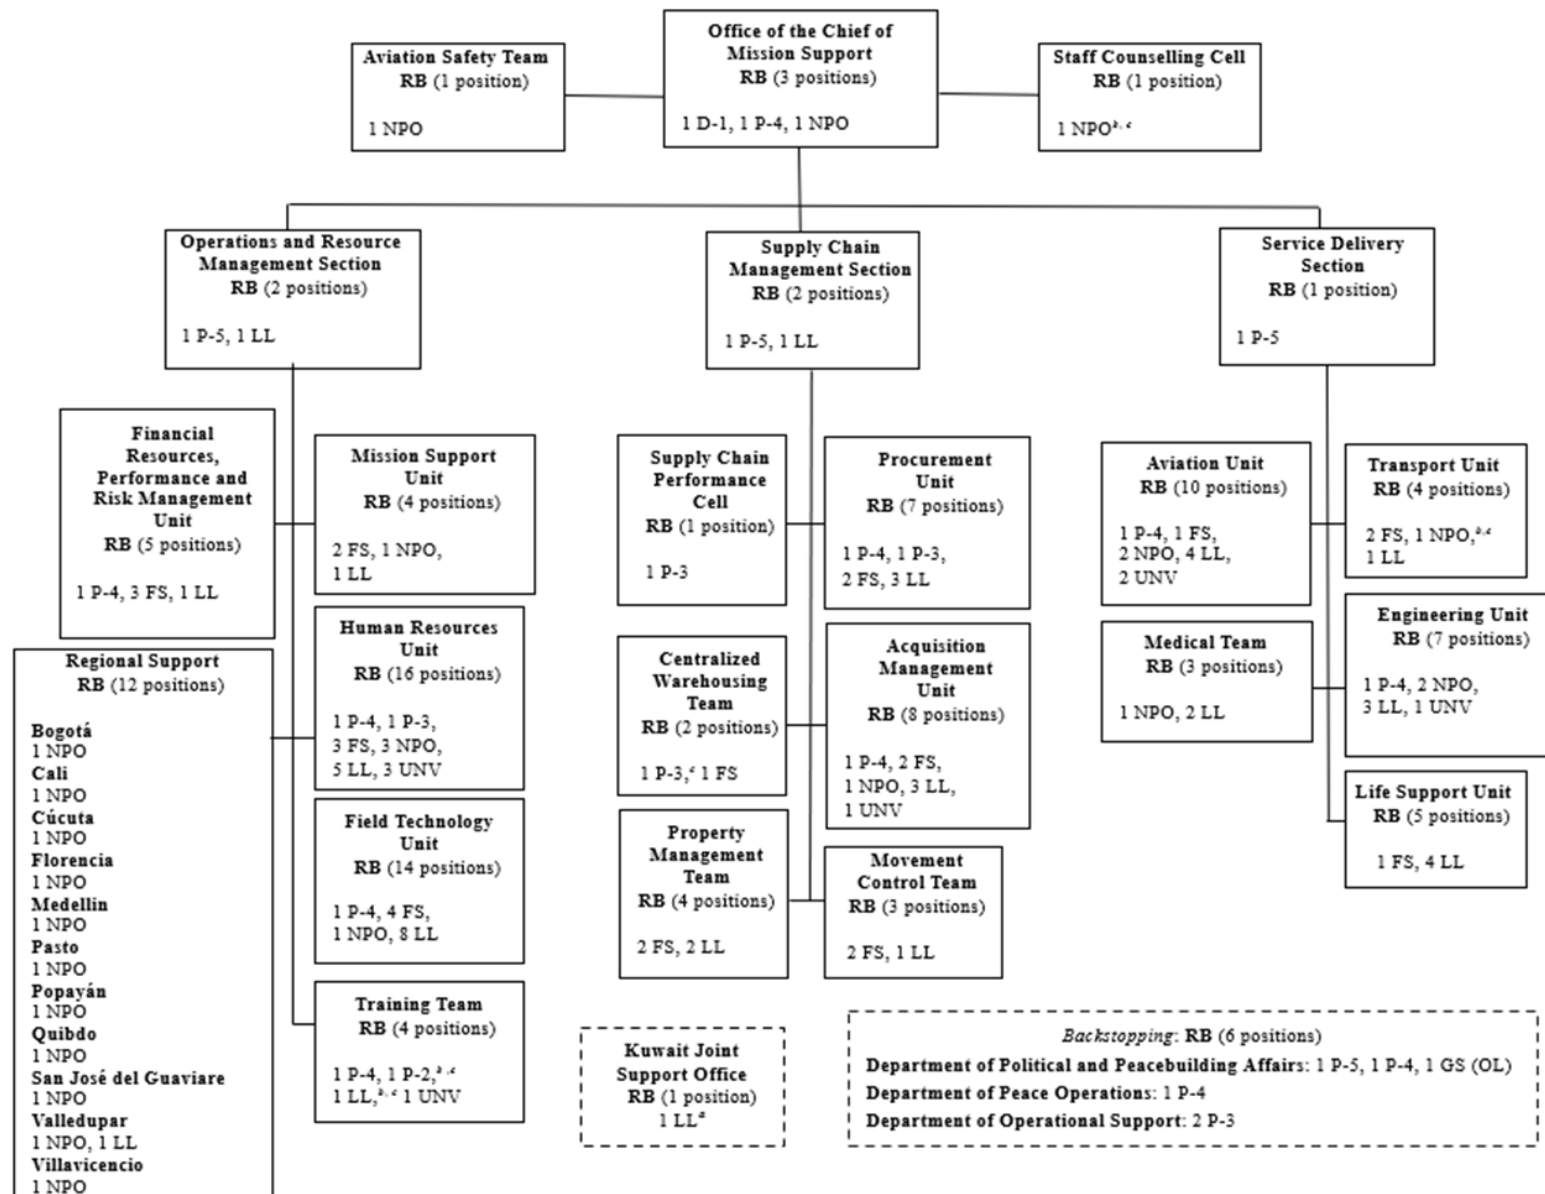 Office of the Chief of
Mission Support
RB (3 positions)
1 D-1, 1 P-4, 1 NPO
Aviation Safety Team
RB (1 position)
1 NPO
Staff Counselling Cell
RB (1 position)
1 NPOᵇ, ᶜ
Operations and Resource
Management Section
RB (2 positions)
1 P-5, 1 LL
Supply Chain
Management Section
RB (2 positions)
1 P-5, 1 LL
Service Delivery
Section
RB (1 position)
1 P-5
Financial
Resources,
Performance and
Risk Management
Unit
RB (5 positions)
1 P-4, 3 FS, 1 LL
Mission Support
Unit
RB (4 positions)
2 FS, 1 NPO,
1 LL
Regional Support
RB (12 positions)
Bogotá
1 NPO
Cali
1 NPO
Cúcuta
1 NPO
Florencia
1 NPO
Medellin
1 NPO
Pasto
1 NPO
Popayán
1 NPO
Quibdo
1 NPO
San José del Guaviare
1 NPO
Valledupar
1 NPO, 1 LL
Villavicencio
1 NPO
Human Resources
Unit
RB (16 positions)
1 P-4, 1 P-3,
3 FS, 3 NPO,
5 LL, 3 UNV
Field Technology
Unit
RB (14 positions)
1 P-4, 4 FS,
1 NPO, 8 LL
Training Team
RB (4 positions)
1 P-4, 1 P-2,ᵇ,ᶜ
1 LL,ᵇ,ᶜ 1 UNV
Supply Chain
Performance
Cell
RB (1 position)
1 P-3
Procurement
Unit
RB (7 positions)
1 P-4, 1 P-3,
2 FS, 3 LL
Centralized
Warehousing
Team
RB (2 positions)
1 P-3,ᶜ 1 FS
Acquisition
Management
Unit
RB (8 positions)
1 P-4, 2 FS,
1 NPO, 3 LL,
1 UNV
Property
Management
Team
RB (4 positions)
2 FS, 2 LL
Movement
Control Team
RB (3 positions)
2 FS, 1 LL
Aviation Unit
RB (10 positions)
1 P-4, 1 FS,
2 NPO, 4 LL,
2 UNV
Transport Unit
RB (4 positions)
2 FS, 1 NPO,ᵇ,ᶜ
1 LL
Medical Team
RB (3 positions)
1 NPO, 2 LL
Engineering Unit
RB (7 positions)
1 P-4, 2 NPO,
3 LL, 1 UNV
Life Support Unit
RB (5 positions)
1 FS, 4 LL
Kuwait Joint
Support Office
RB (1 position)
1 LLᵃ
Backstopping: RB (6 positions)
Department of Political and Peacebuilding Affairs: 1 P-5, 1 P-4, 1 GS (OL)
Department of Peace Operations: 1 P-4
Department of Operational Support: 2 P-3